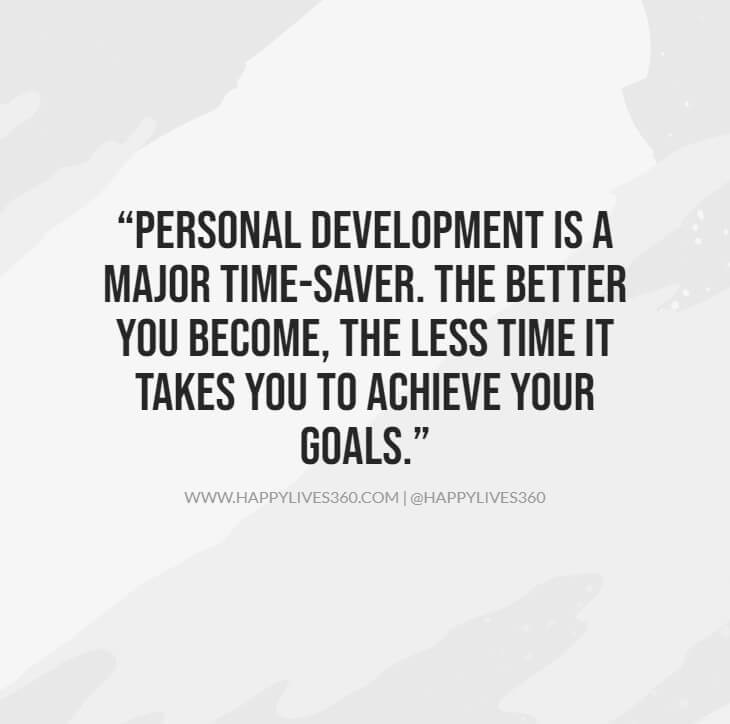 “PERSONAL DEVELOPMENT IS A
MAJOR TIME-SAVER. THE BETTER
YOU BECOME, THE LESS TIME IT
TAKES YOU TO ACHIEVE YOUR
GOALS.”
WWW.HAPPYLIVES360.COM | @HAPPYLIVES360